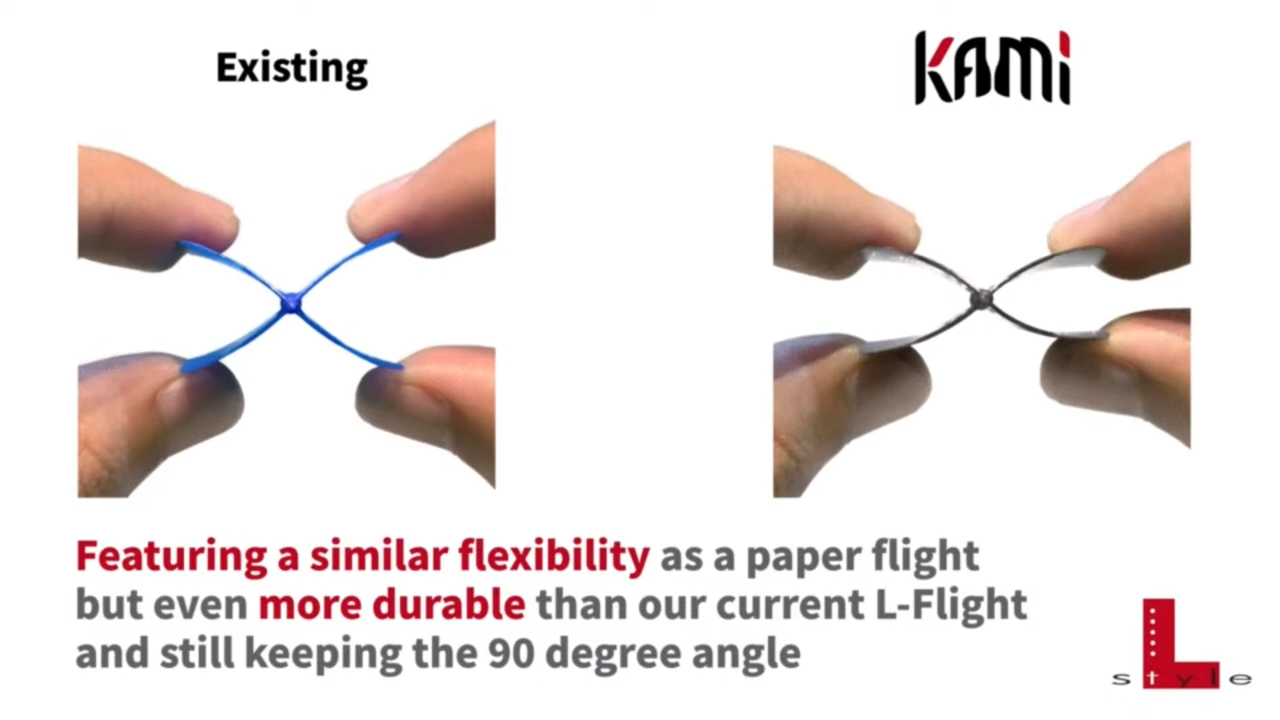 Existing
KAMi
Featuring a similar flexibility as a paper flight
but even more durable than our current L-Flight
and still keeping the 90 degree angle
L
style